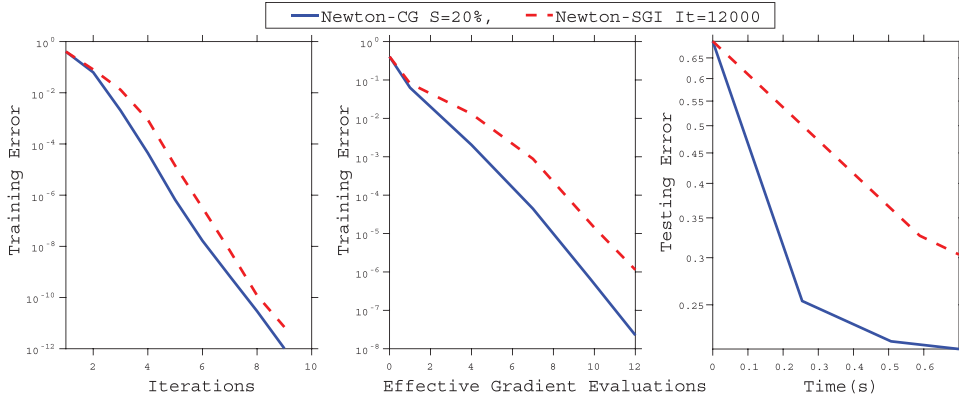 Newton-CG S=20%, Newton-SGI It=12000
Training Error
10^0
10^-2
10^-4
10^-6
10^-8
10^-10
10^-12
2 4 6 8 10
Iterations
Training Error
10^0
10^-1
10^-2
10^-3
10^-4
10^-5
10^-6
10^-7
10^-8
0 2 4 6 8 10 12
Effective Gradient Evaluations
Testing Error
0.65
0.6
0.55
0.5
0.45
0.4
0.35
0.3
0.25
0 0.1 0.2 0.3 0.4 0.5 0.6
Time(s)